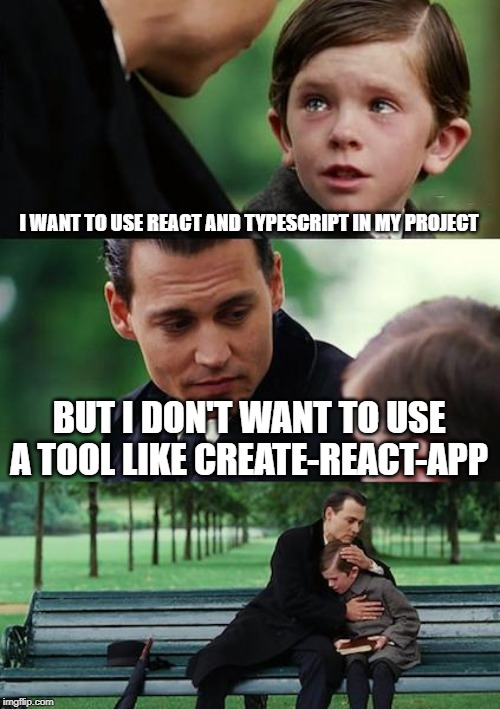 I WANT TO USE REACT AND TYPESCRIPT IN MY PROJECT
BUT I DON'T WANT TO USE
A TOOL LIKE CREATE-REACT-APP
imgflip.com